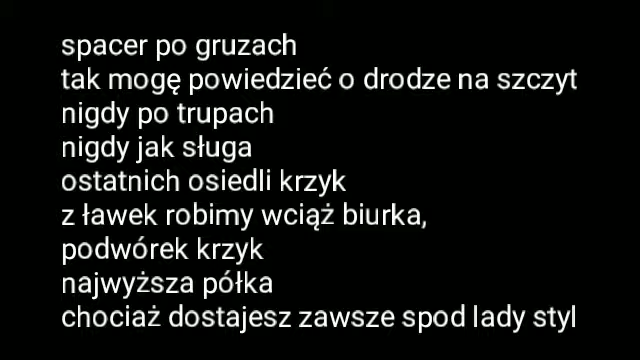 spacer po gruzach
tak mogę powiedzieć o drodze na szczyt
nigdy po trupach
nigdy jak sługa
ostatnich osiedli krzyk
z ławek robimy wciąż biurka,
podwórek krzyk
najwyższa półka
chociaż dostajesz zawsze spod lady styl